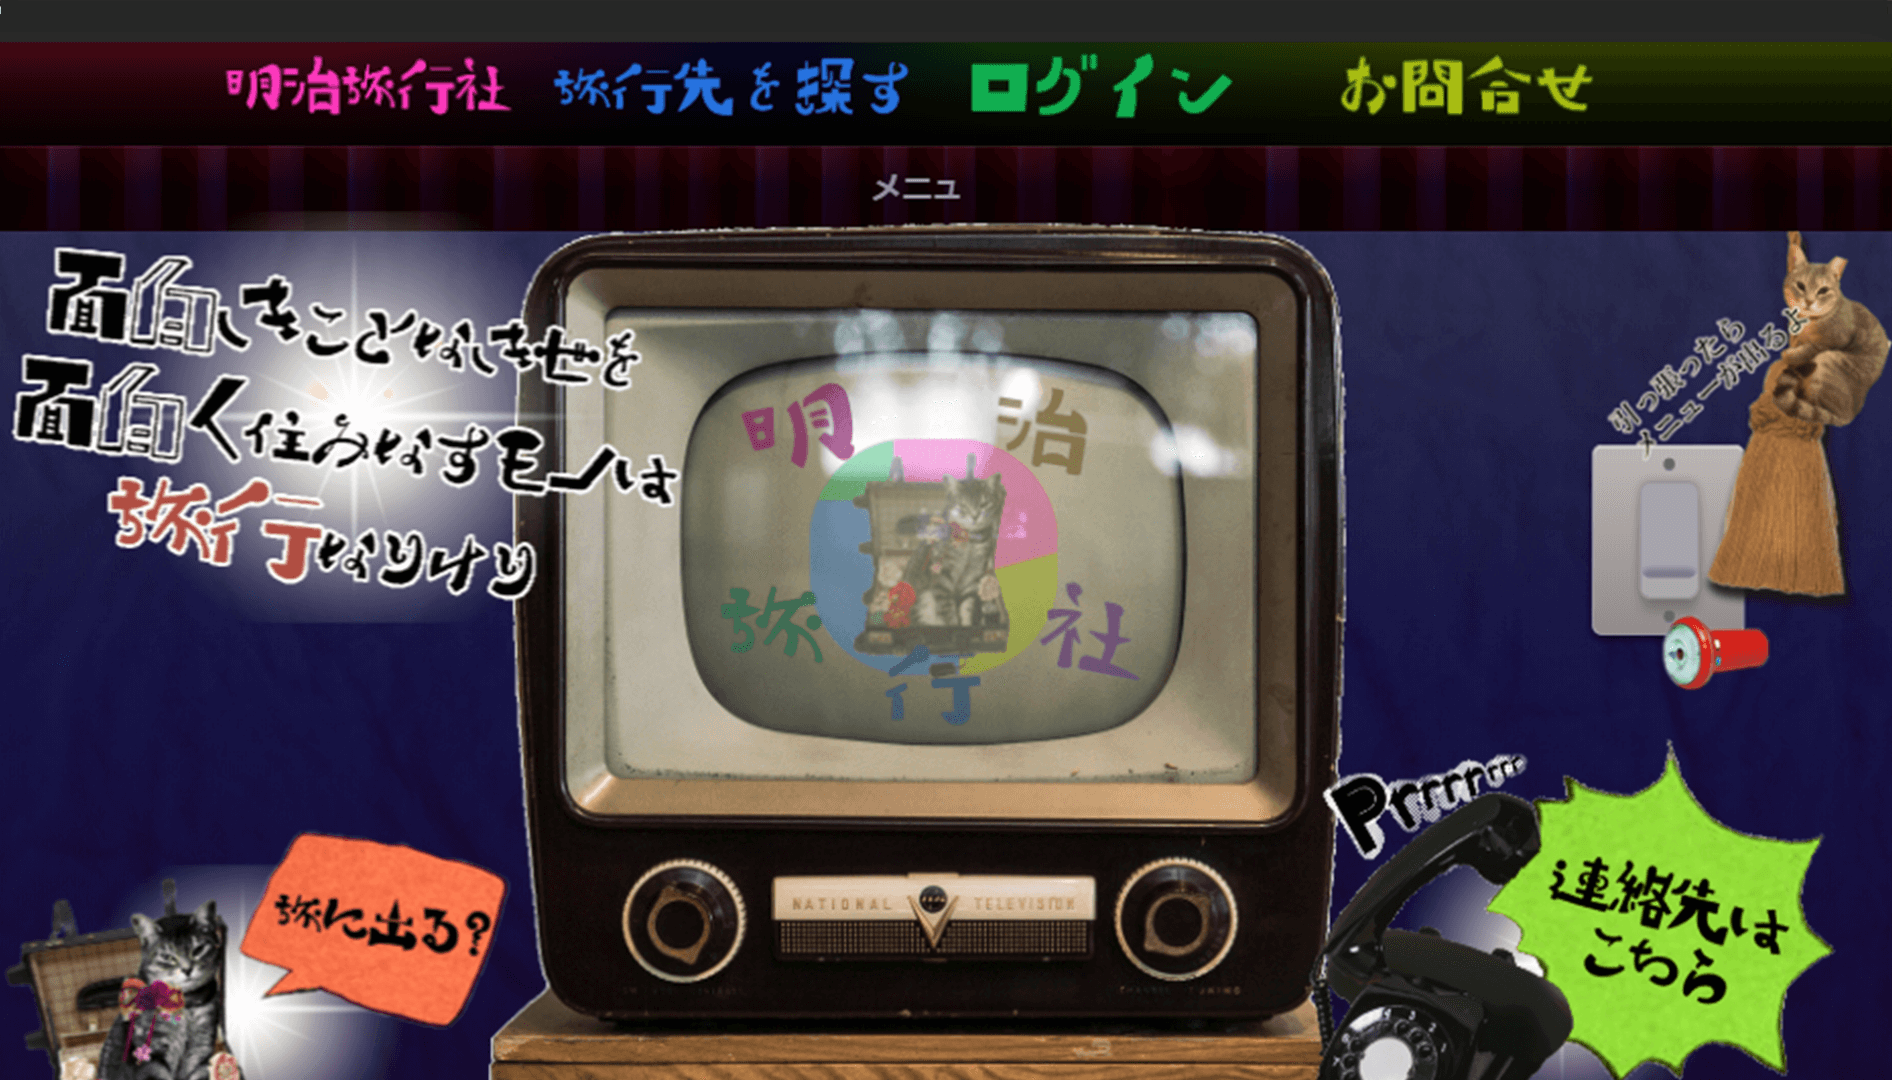 明治旅行社 旅行先を探す ログイン お問合せ
メニュ
面白しきことなしき世を
面白く住みなすモノは
旅行なりけり
明治
旅行社
引っ張ったら
メニューが出るよ
旅に出る?
NATIONAL TELEVISION
Prrrrrrr
連絡先は
こちら